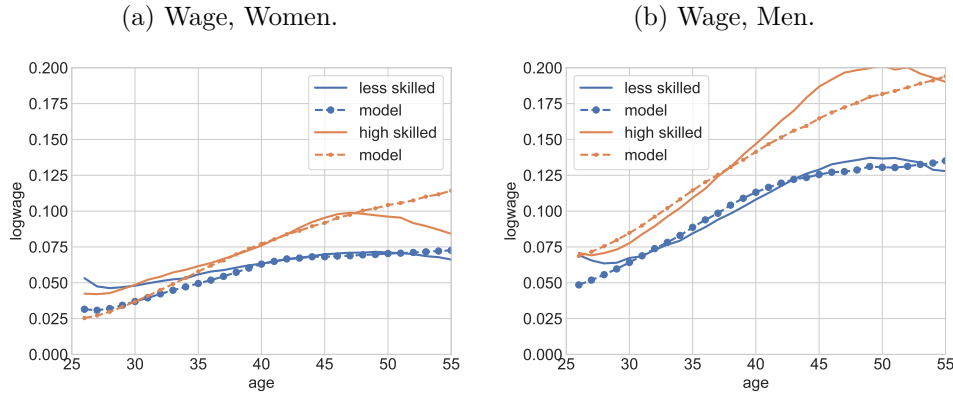 (a) Wage, Women.
0.200
0.175
0.150
0.125
0.100
0.075
0.050
0.025
0.000
logwage
less skilled
model
high skilled
model
25 30 35 40 45 50 55
age
(b) Wage, Men.
0.200
0.175
0.150
0.125
0.100
0.075
0.050
0.025
0.000
logwage
less skilled
model
high skilled
model
25 30 35 40 45 50 55
age